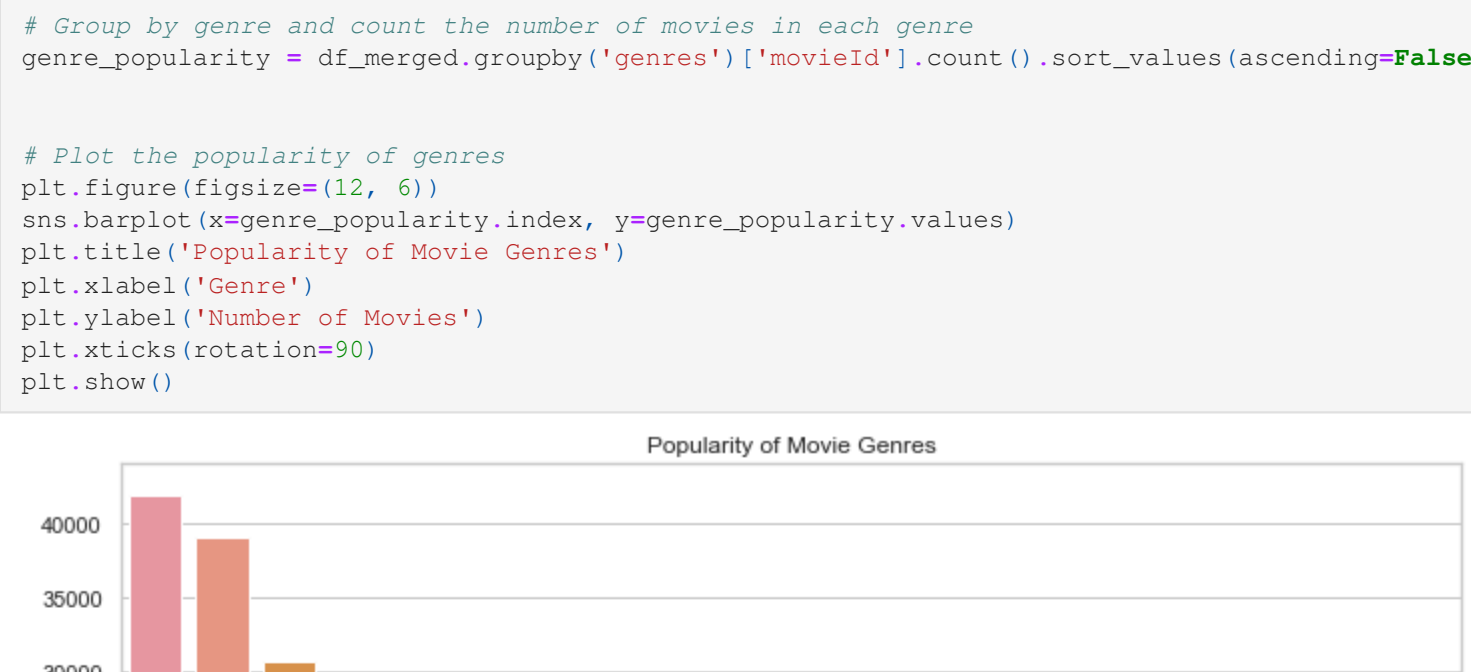 # Group by genre and count the number of movies in each genre
genre_popularity = df_merged.groupby('genres')['movieId'].count().sort_values(ascending=False
# Plot the popularity of genres
plt.figure(figsize=(12, 6))
sns.barplot(x=genre_popularity.index, y=genre_popularity.values)
plt.title('Popularity of Movie Genres')
plt.xlabel('Genre')
plt.ylabel('Number of Movies')
plt.xticks(rotation=90)
plt.show()
Popularity of Movie Genres
40000
35000
30000